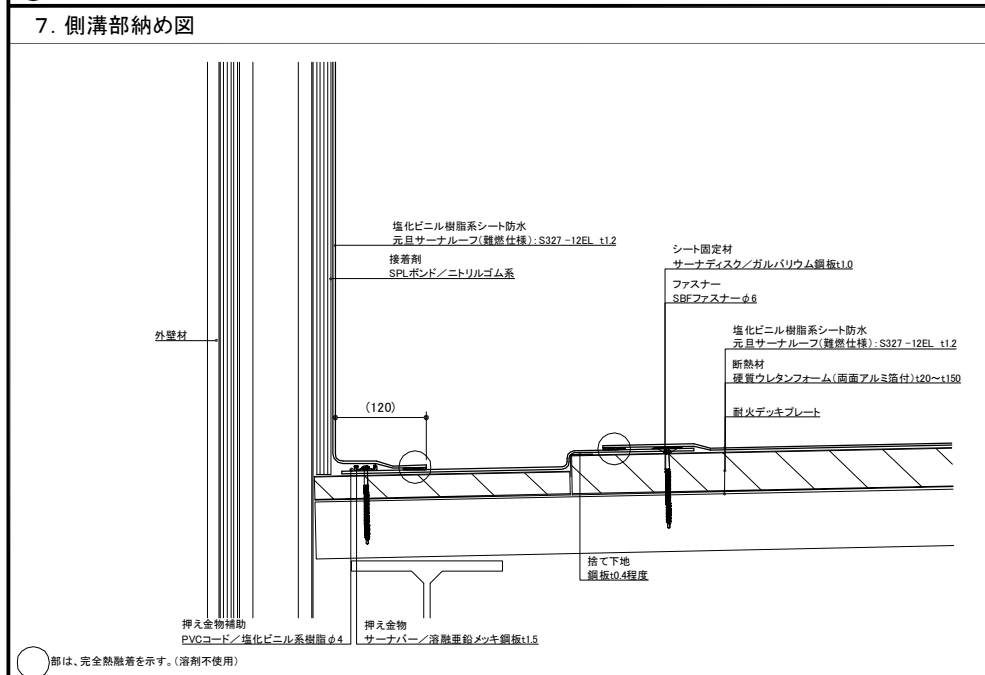 7. 側溝部納め図
塩化ビニル樹脂系シート防水
元旦サーナルーフ(難燃仕様):S327-12EL t1.2
接着剤
SPLボンド/ニトリルゴム系
シート固定材
サーナディスク/ガルバリウム鋼板t1.0
ファスナー
SBFファスナーφ6
外壁材
塩化ビニル樹脂系シート防水
元旦サーナルーフ(難燃仕様):S327-12EL t1.2
断熱材
硬質ウレタンフォーム(両面アルミ箔付)t20~t150
耐火デッキプレート
(120)
捨て下地
鋼板t0.4程度
押え金物補助
PVCコード/塩化ビニル系樹脂φ4
押え金物
サーナバー/溶融亜鉛メッキ鋼板t1.5
部は、完全熱融着を示す。(溶剤不使用)